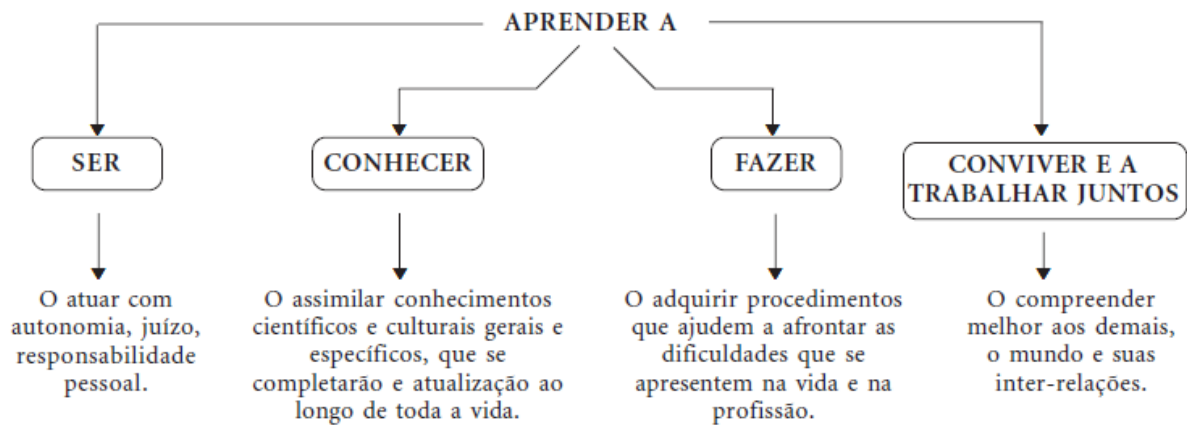 APRENDER A
SER
CONHECER
FAZER
CONVIVER E A
TRABALHAR JUNTOS
O atuar com
autonomia, juízo,
responsabilidade
pessoal.
O assimilar conhecimentos
científicos e culturais gerais e
específicos, que se
completarão e atualização ao
longo de toda a vida.
O adquirir procedimentos
que ajudem a afrontar as
dificuldades que se
apresentem na vida e na
profissão.
O compreender
melhor aos demais,
o mundo e suas
inter-relações.